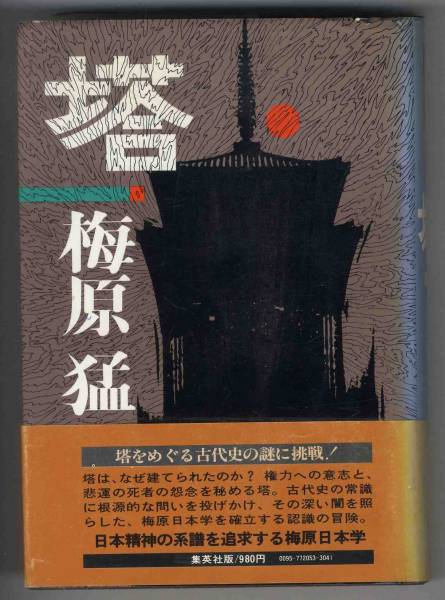 塔
梅原 猛
塔をめぐる古代史の謎に挑戦!
塔は、なぜ建てられたのか? 権力への意志と、
悲運の死者の怨念を秘める塔。古代史の常識
に根源的な問いを投げかけ、その深い闇を照
らした、梅原日本学を確立する認識の冒険。
日本精神の系譜を追求する梅原日本学
集英社版/980円 0095-772053-3041